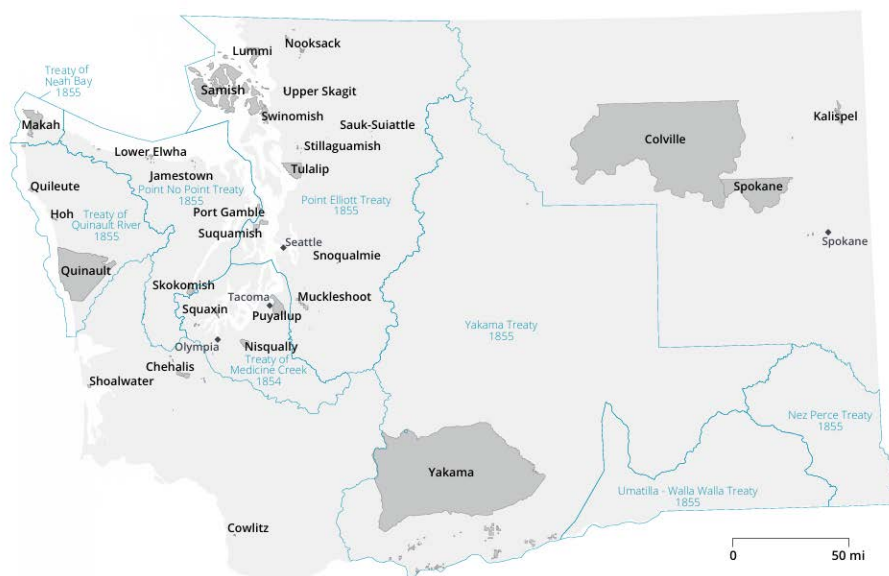 Nooksack
Lummi
Treaty of
Neah Bay
1855
Samish
Upper Skagit
Swinomish
Makah
Sauk-Suiattle
Kalispel
Colville
Stillaguamish
Lower Elwha
Tulalip
Jamestown
Quileute
Point No Point Treaty
1855
Point Elliott Treaty
1855
Spokane
Port Gamble
Hoh
Treaty of
Quinault River
1855
Suquamish
Seattle
Spokane
Snoqualmie
Quinault
Skokomish
Tacoma
Muckleshoot
Squaxin
Puyallup
Yakama Treaty
1855
Olympia
Nisqually
Treaty of
Medicine Creek
1854
Chehalis
Shoalwater
Nez Perce Treaty
1855
Yakama
Umatilla - Walla Walla Treaty
1855
Cowlitz
0
50 mi